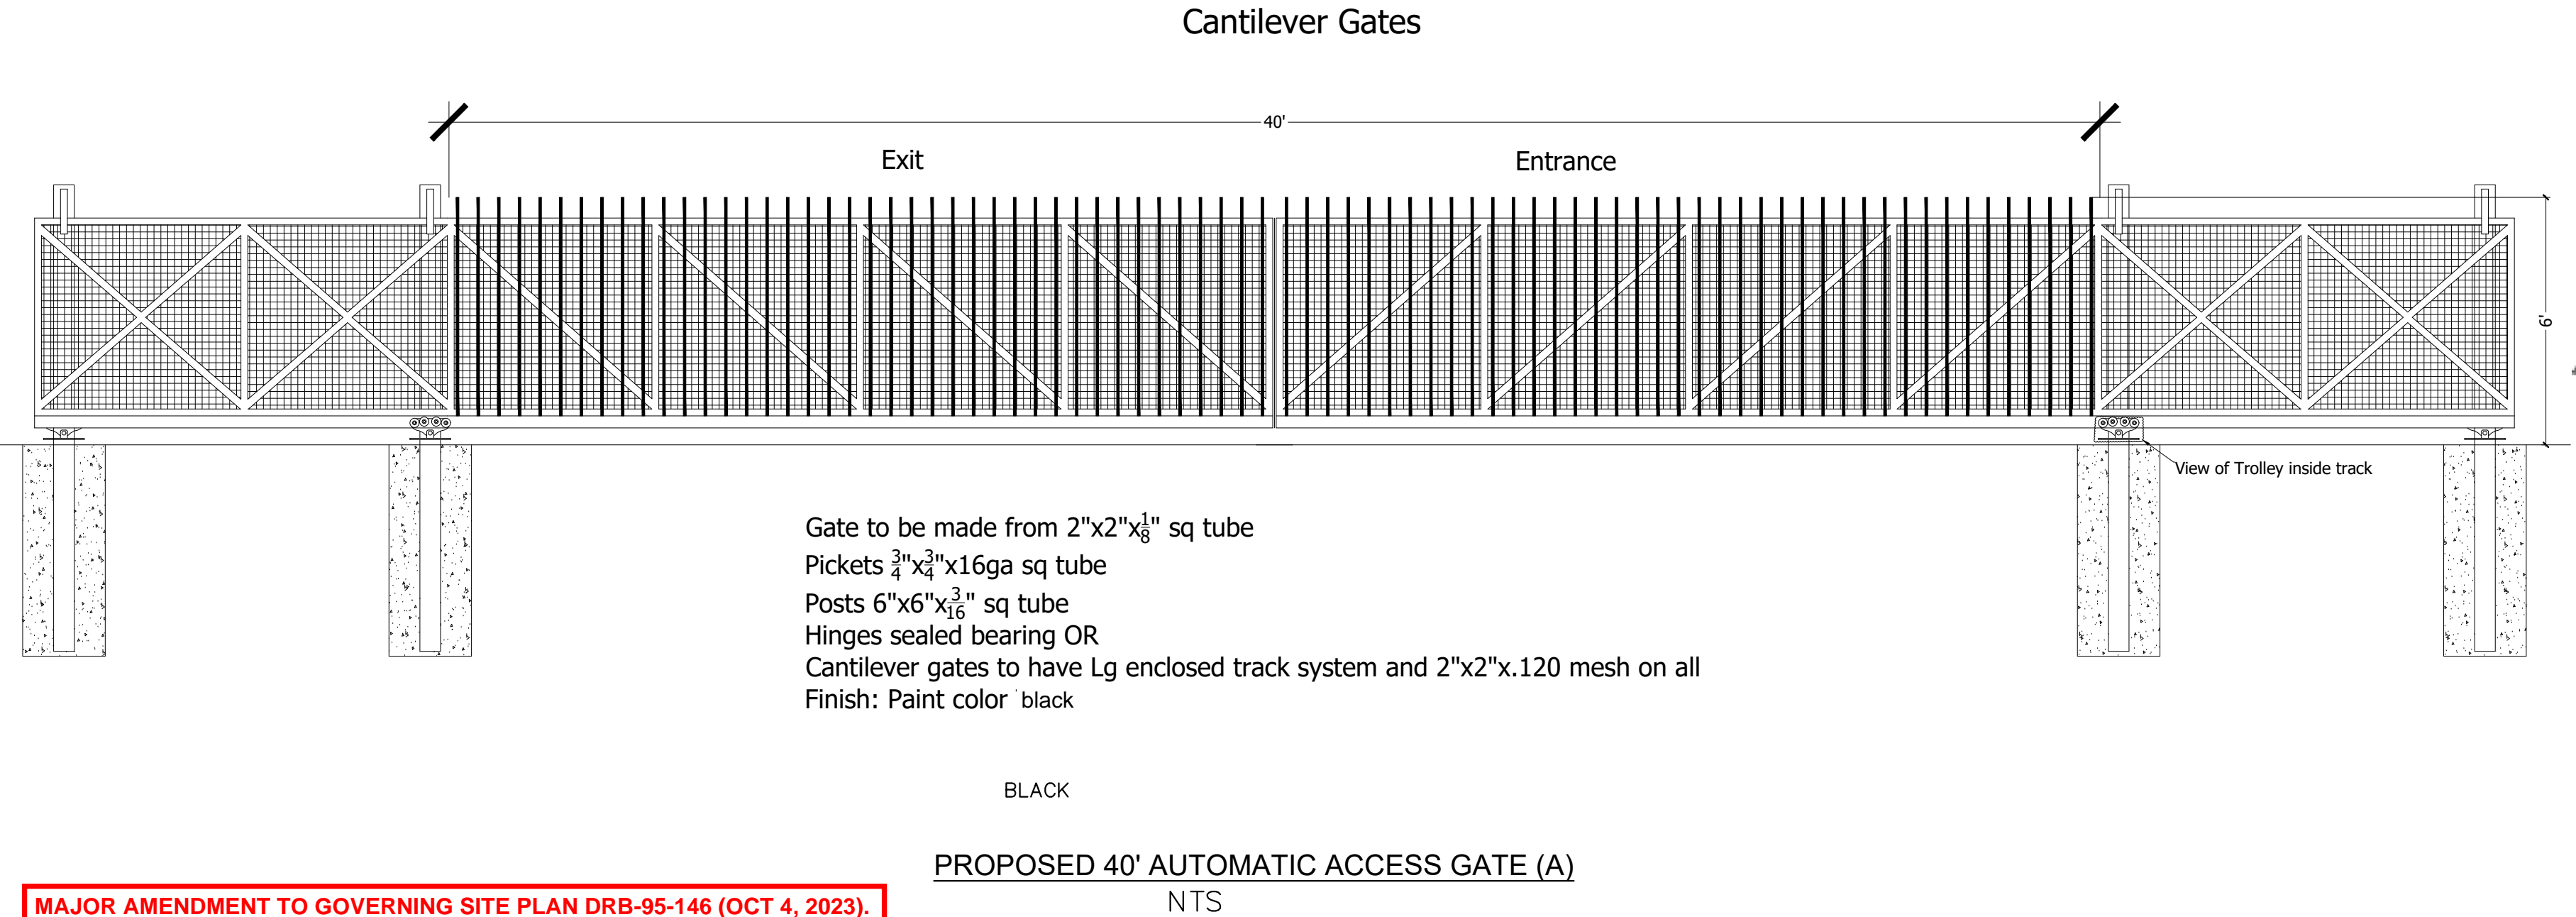 Cantilever Gates
40'
Exit
Entrance
6'
View of Trolley inside track
Gate to be made from 2"x2"x1/8" sq tube
Pickets 3/4"x3/4"x16ga sq tube
Posts 6"x6"x3/16" sq tube
Hinges sealed bearing OR
Cantilever gates to have Lg enclosed track system and 2"x2"x.120 mesh on all
Finish: Paint color black
BLACK
PROPOSED 40' AUTOMATIC ACCESS GATE (A)
NTS
MAJOR AMENDMENT TO GOVERNING SITE PLAN DRB-95-146 (OCT 4, 2023).